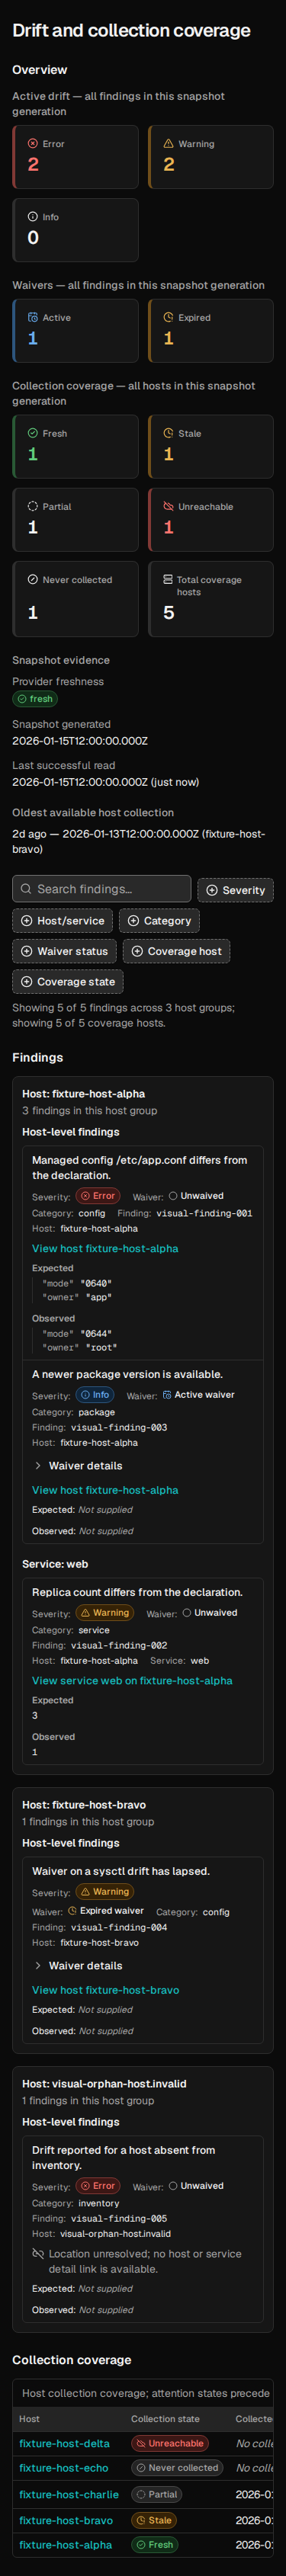 Drift and collection coverage
Overview
Active drift — all findings in this snapshot
generation
Error
2
Warning
2
Info
0
Waivers — all findings in this snapshot generation
Active
1
Expired
1
Collection coverage — all hosts in this snapshot
generation
Fresh
1
Stale
1
Partial
1
Unreachable
1
Never collected
1
Total coverage
hosts
5
Snapshot evidence
Provider freshness
fresh
Snapshot generated
2026-01-15T12:00:00.000Z
Last successful read
2026-01-15T12:00:00.000Z (just now)
Oldest available host collection
2d ago — 2026-01-13T12:00:00.000Z (fixture-host-
bravo)
Search findings...
Severity
Host/service
Category
Waiver status
Coverage host
Coverage state
Showing 5 of 5 findings across 3 host groups;
showing 5 of 5 coverage hosts.
Findings
Host: fixture-host-alpha
3 findings in this host group
Host-level findings
Managed config /etc/app.conf differs from
the declaration.
Severity: Error Waiver: Unwaived
Category: config Finding: visual-finding-001
Host: fixture-host-alpha
View host fixture-host-alpha
Expected
"mode" "0640"
"owner" "app"
Observed
"mode" "0644"
"owner" "root"
A newer package version is available.
Severity: Info Waiver: Active waiver
Category: package
Finding: visual-finding-003
Host: fixture-host-alpha
Waiver details
View host fixture-host-alpha
Expected: Not supplied
Observed: Not supplied
Service: web
Replica count differs from the declaration.
Severity: Warning Waiver: Unwaived
Category: service
Finding: visual-finding-002
Host: fixture-host-alpha Service: web
View service web on fixture-host-alpha
Expected
3
Observed
1
Host: fixture-host-bravo
1 findings in this host group
Host-level findings
Waiver on a sysctl drift has lapsed.
Severity: Warning
Waiver: Expired waiver Category: config
Finding: visual-finding-004
Host: fixture-host-bravo
Waiver details
View host fixture-host-bravo
Expected: Not supplied
Observed: Not supplied
Host: visual-orphan-host.invalid
1 findings in this host group
Host-level findings
Drift reported for a host absent from
inventory.
Severity: Error Waiver: Unwaived
Category: inventory
Finding: visual-finding-005
Host: visual-orphan-host.invalid
Location unresolved; no host or service
detail link is available.
Expected: Not supplied
Observed: Not supplied
Collection coverage
Host collection coverage; attention states precede
Host Collection state
fixture-host-delta Unreachable
fixture-host-echo Never collected
fixture-host-charlie Partial
fixture-host-bravo Stale
fixture-host-alpha Fresh